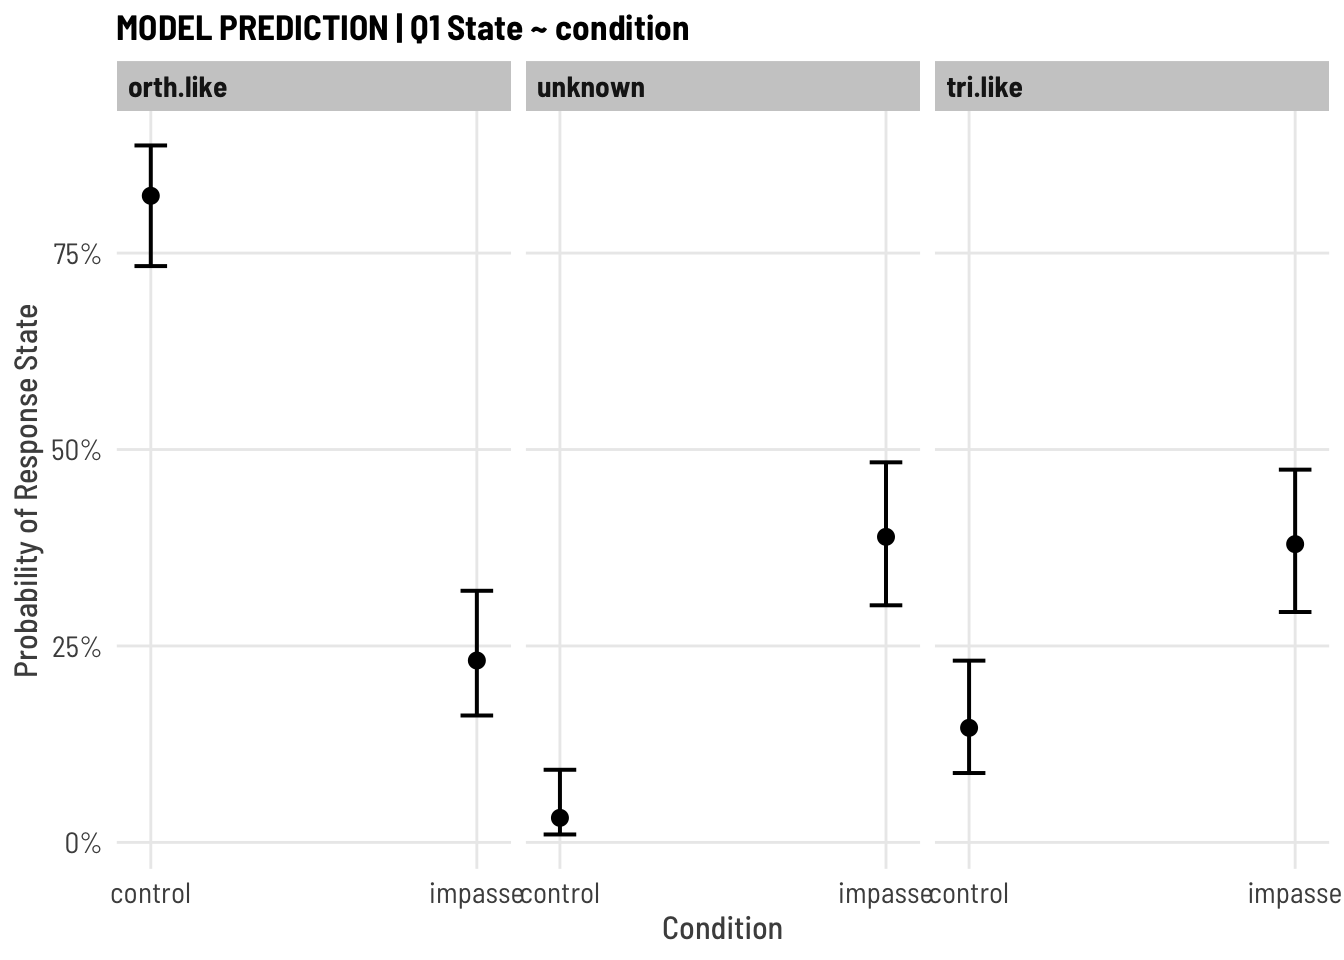 MODEL PREDICTION | Q1 State ~ condition
orth.like
unknown
tri.like
Probability of Response State
75%
50%
25%
0%
control
impasse
control
impasse
control
impasse
Condition